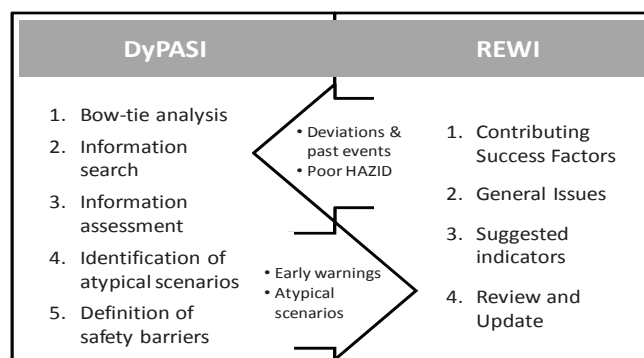 DyPASI
REWI
1. Bow-tie analysis
2. Information
search
3. Information
assessment
4. Identification of
atypical scenarios
5. Definition of
safety barriers
• Deviations &
past events
• Poor HAZID
• Early warnings
• Atypical
scenarios
1. Contributing
Success Factors
2. General Issues
3. Suggested
indicators
4. Review and
Update